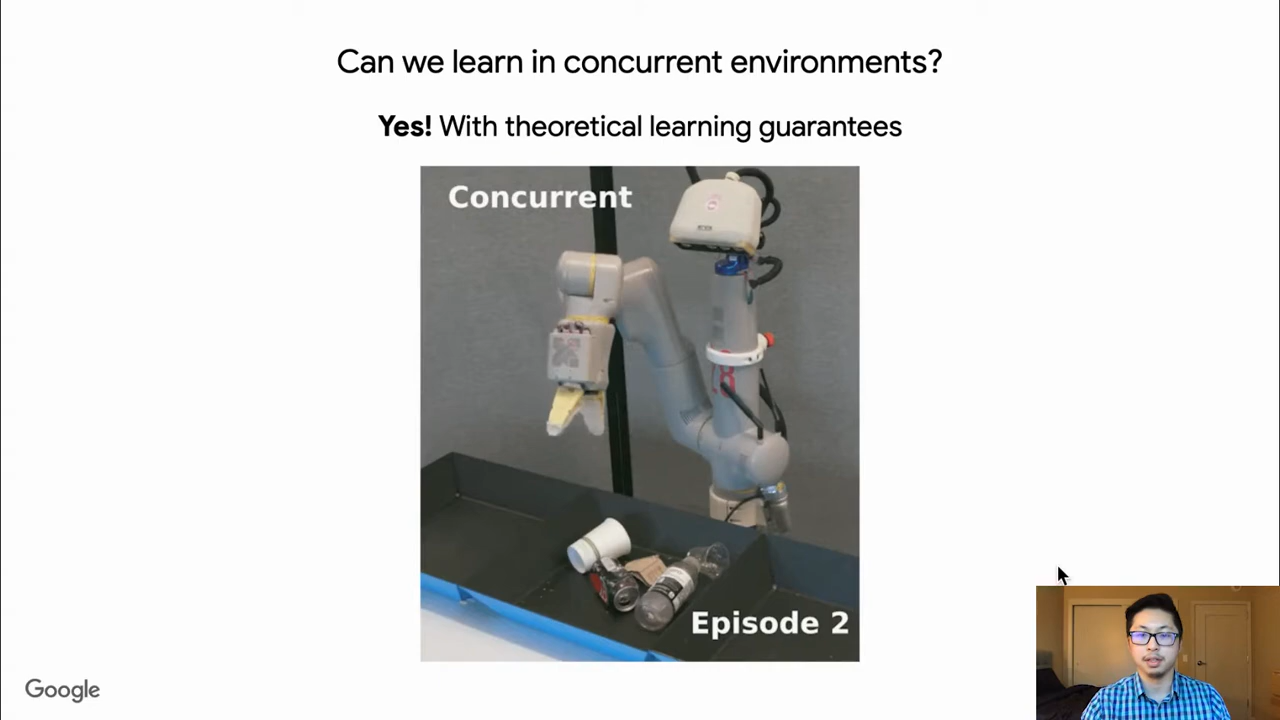 Can we learn in concurrent environments?
Yes! With theoretical learning guarantees
Concurrent
Episode 2
Google